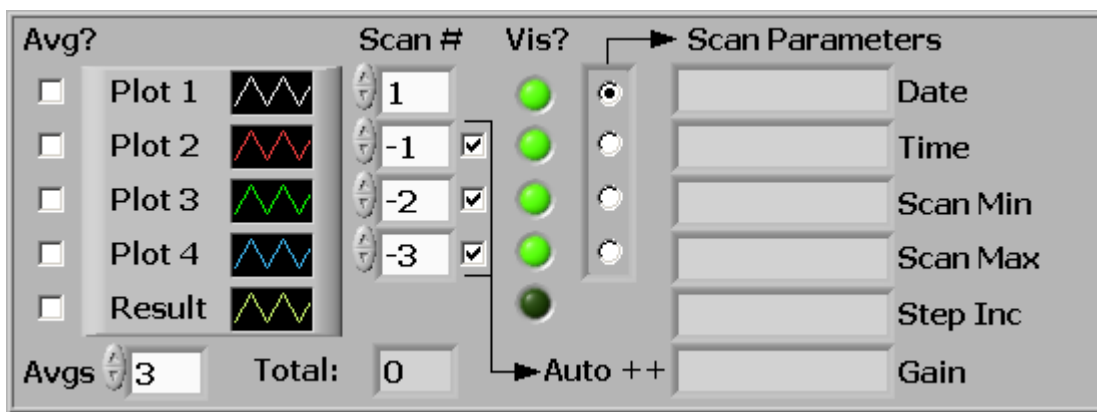 Avg? Scan # Vis? Scan Parameters
Plot 1 1 Date
Plot 2 -1 Time
Plot 3 -2 Scan Min
Plot 4 -3 Scan Max
Result Step Inc
Avgs 3 Total: 0 Auto ++ Gain